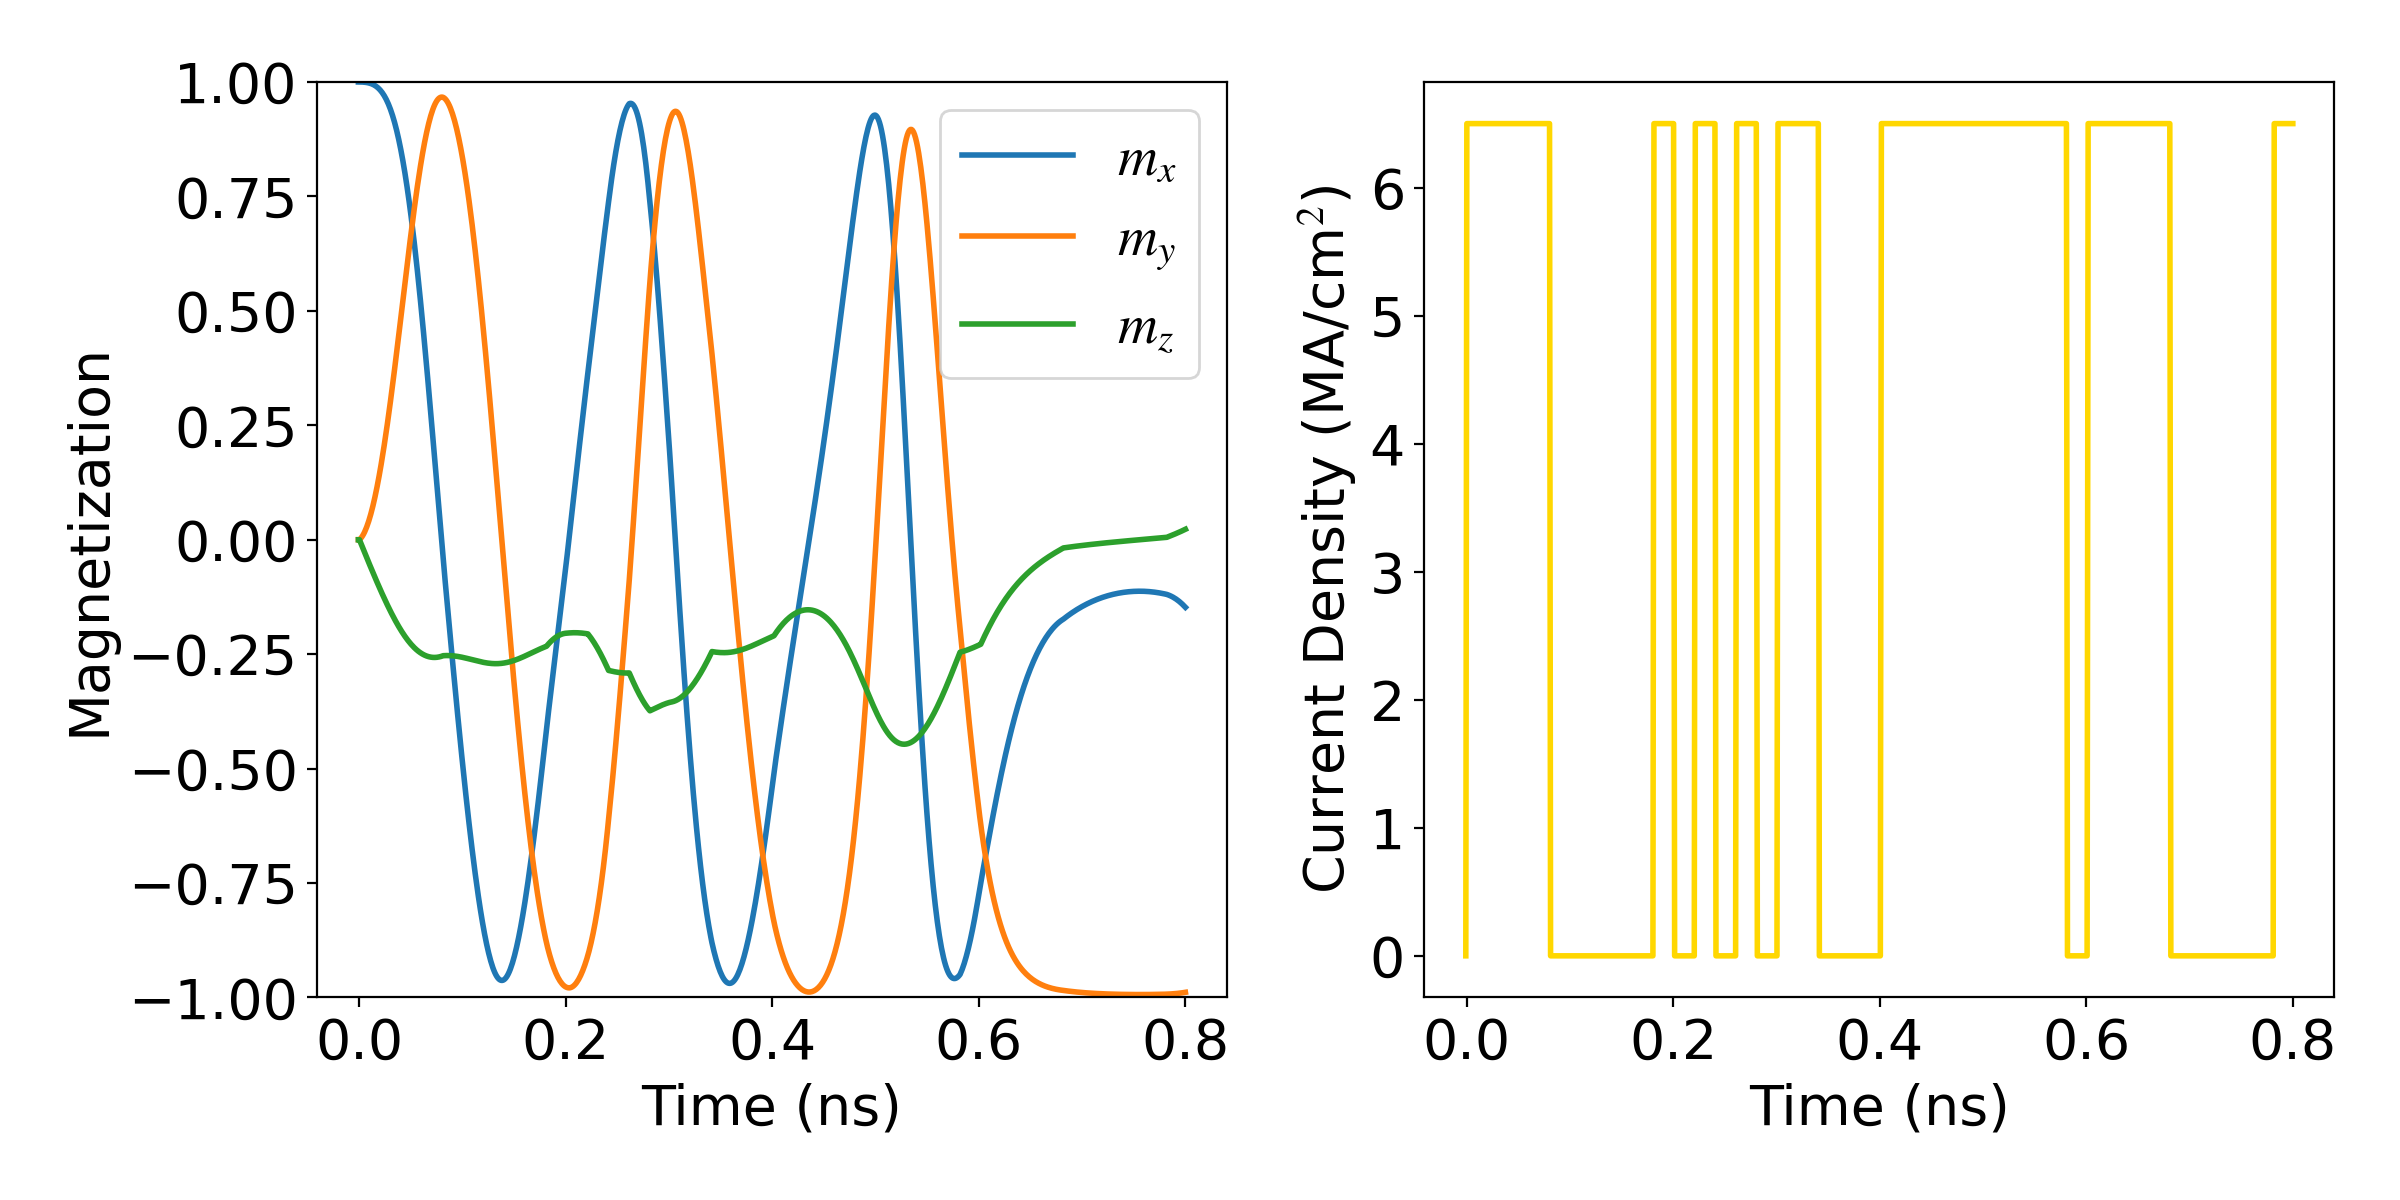 1.00
0.75
0.50
0.25
0.00
−0.25
−0.50
−0.75
−1.00
Magnetization
0.0 0.2 0.4 0.6 0.8
Time (ns)
m_x
m_y
m_z
6
5
4
3
2
1
0
Current Density (MA/cm²)
0.0 0.2 0.4 0.6 0.8
Time (ns)